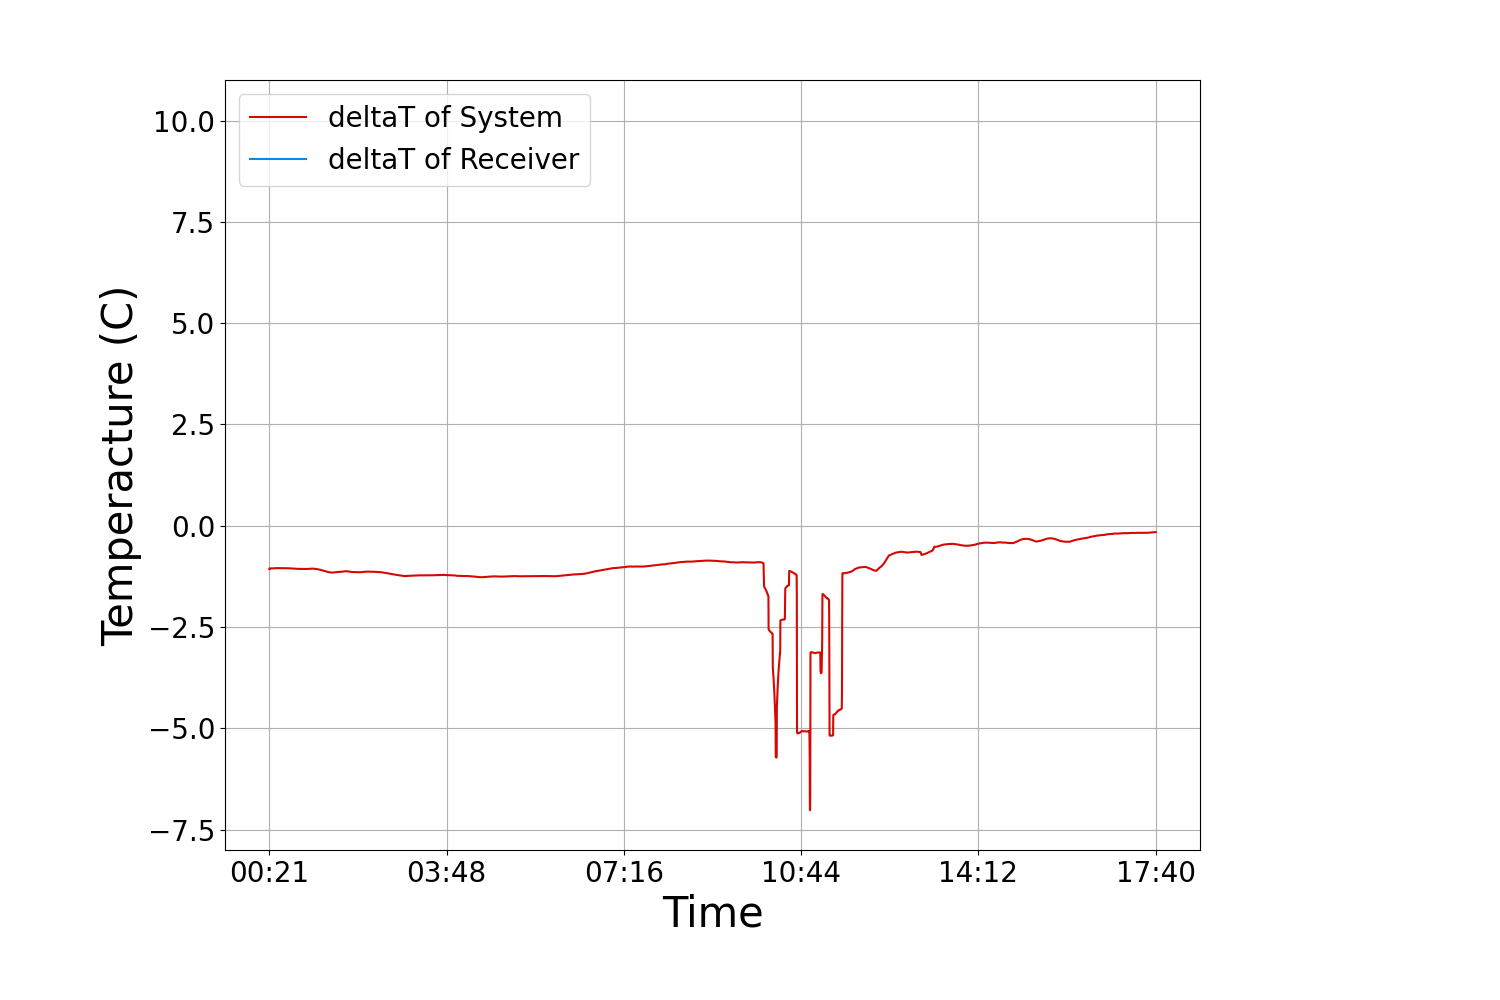 deltaT of System
deltaT of Receiver
10.0
7.5
5.0
2.5
0.0
−2.5
−5.0
−7.5
Temperacture (C)
00:21 03:48 07:16 10:44 14:12 17:40
Time